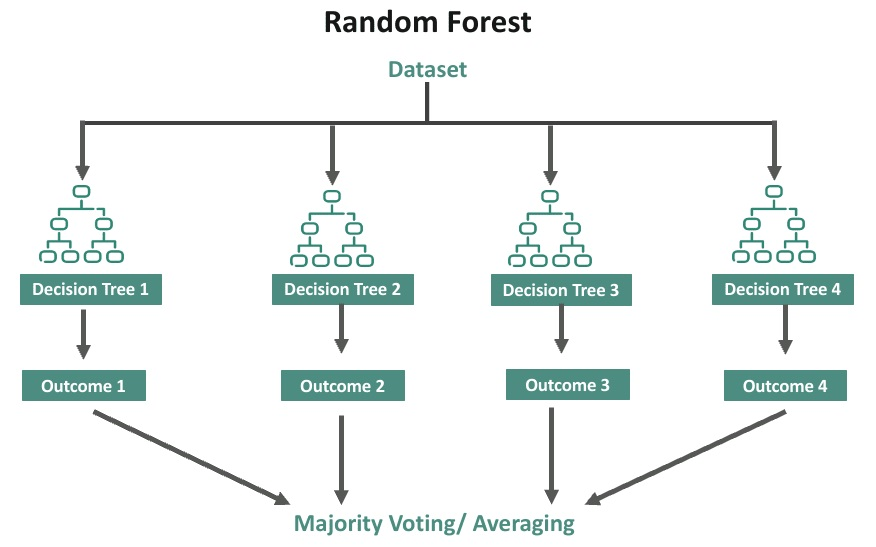 Random Forest
Dataset
Decision Tree 1
Decision Tree 2
Decision Tree 3
Decision Tree 4
Outcome 1
Outcome 2
Outcome 3
Outcome 4
Majority Voting/ Averaging